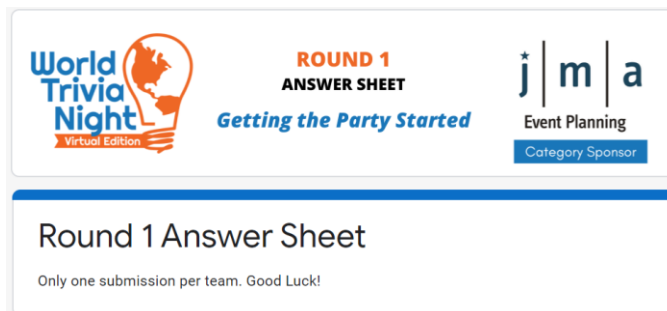 World
Trivia
Night
Virtual Edition
ROUND 1
ANSWER SHEET
Getting the Party Started
j m a
Event Planning
Category Sponsor
Round 1 Answer Sheet
Only one submission per team. Good Luck!